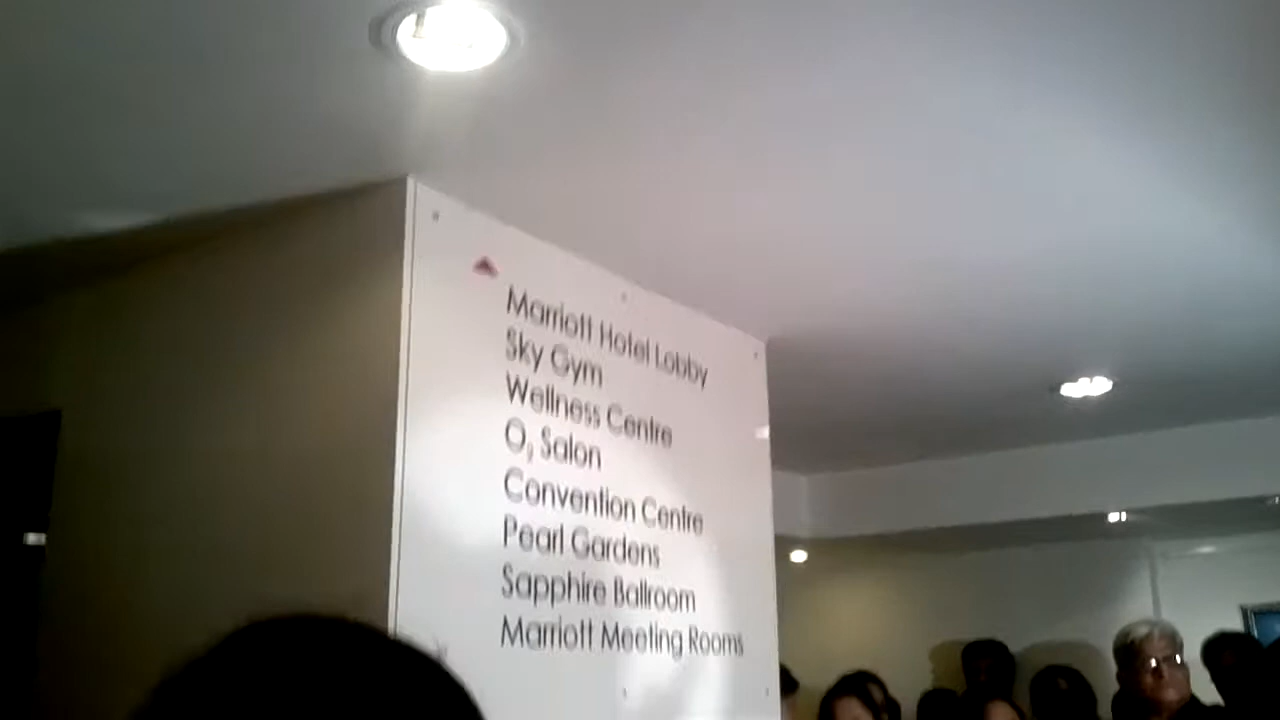 Marriott Hotel Lobby
Sky Gym
Wellness Centre
O₂ Salon
Convention Centre
Pearl Gardens
Sapphire Ballroom
Marriott Meeting Rooms